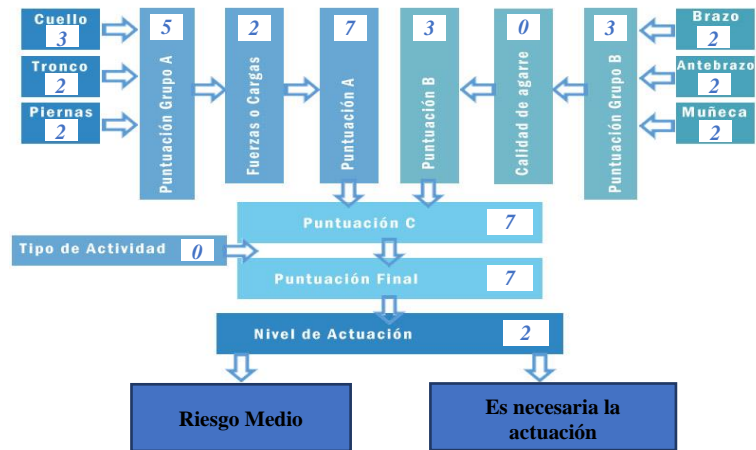 Cuello
3
Tronco
2
Piernas
2
5
Puntuación Grupo A
2
Fuerzas o Cargas
7
Puntuación A
3
Puntuación B
0
Calidad de agarre
3
Puntuación Grupo B
Brazo
2
Antebrazo
2
Muñeca
2
Puntuación C 7
Tipo de Actividad 0
Puntuación Final 7
Nivel de Actuación 2
Riesgo Medio
Es necesaria la
actuación